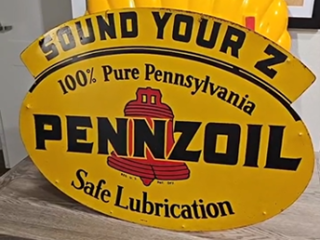 SOUND YOUR Z
100% Pure Pennsylvania
PENNZOIL
Safe Lubrication